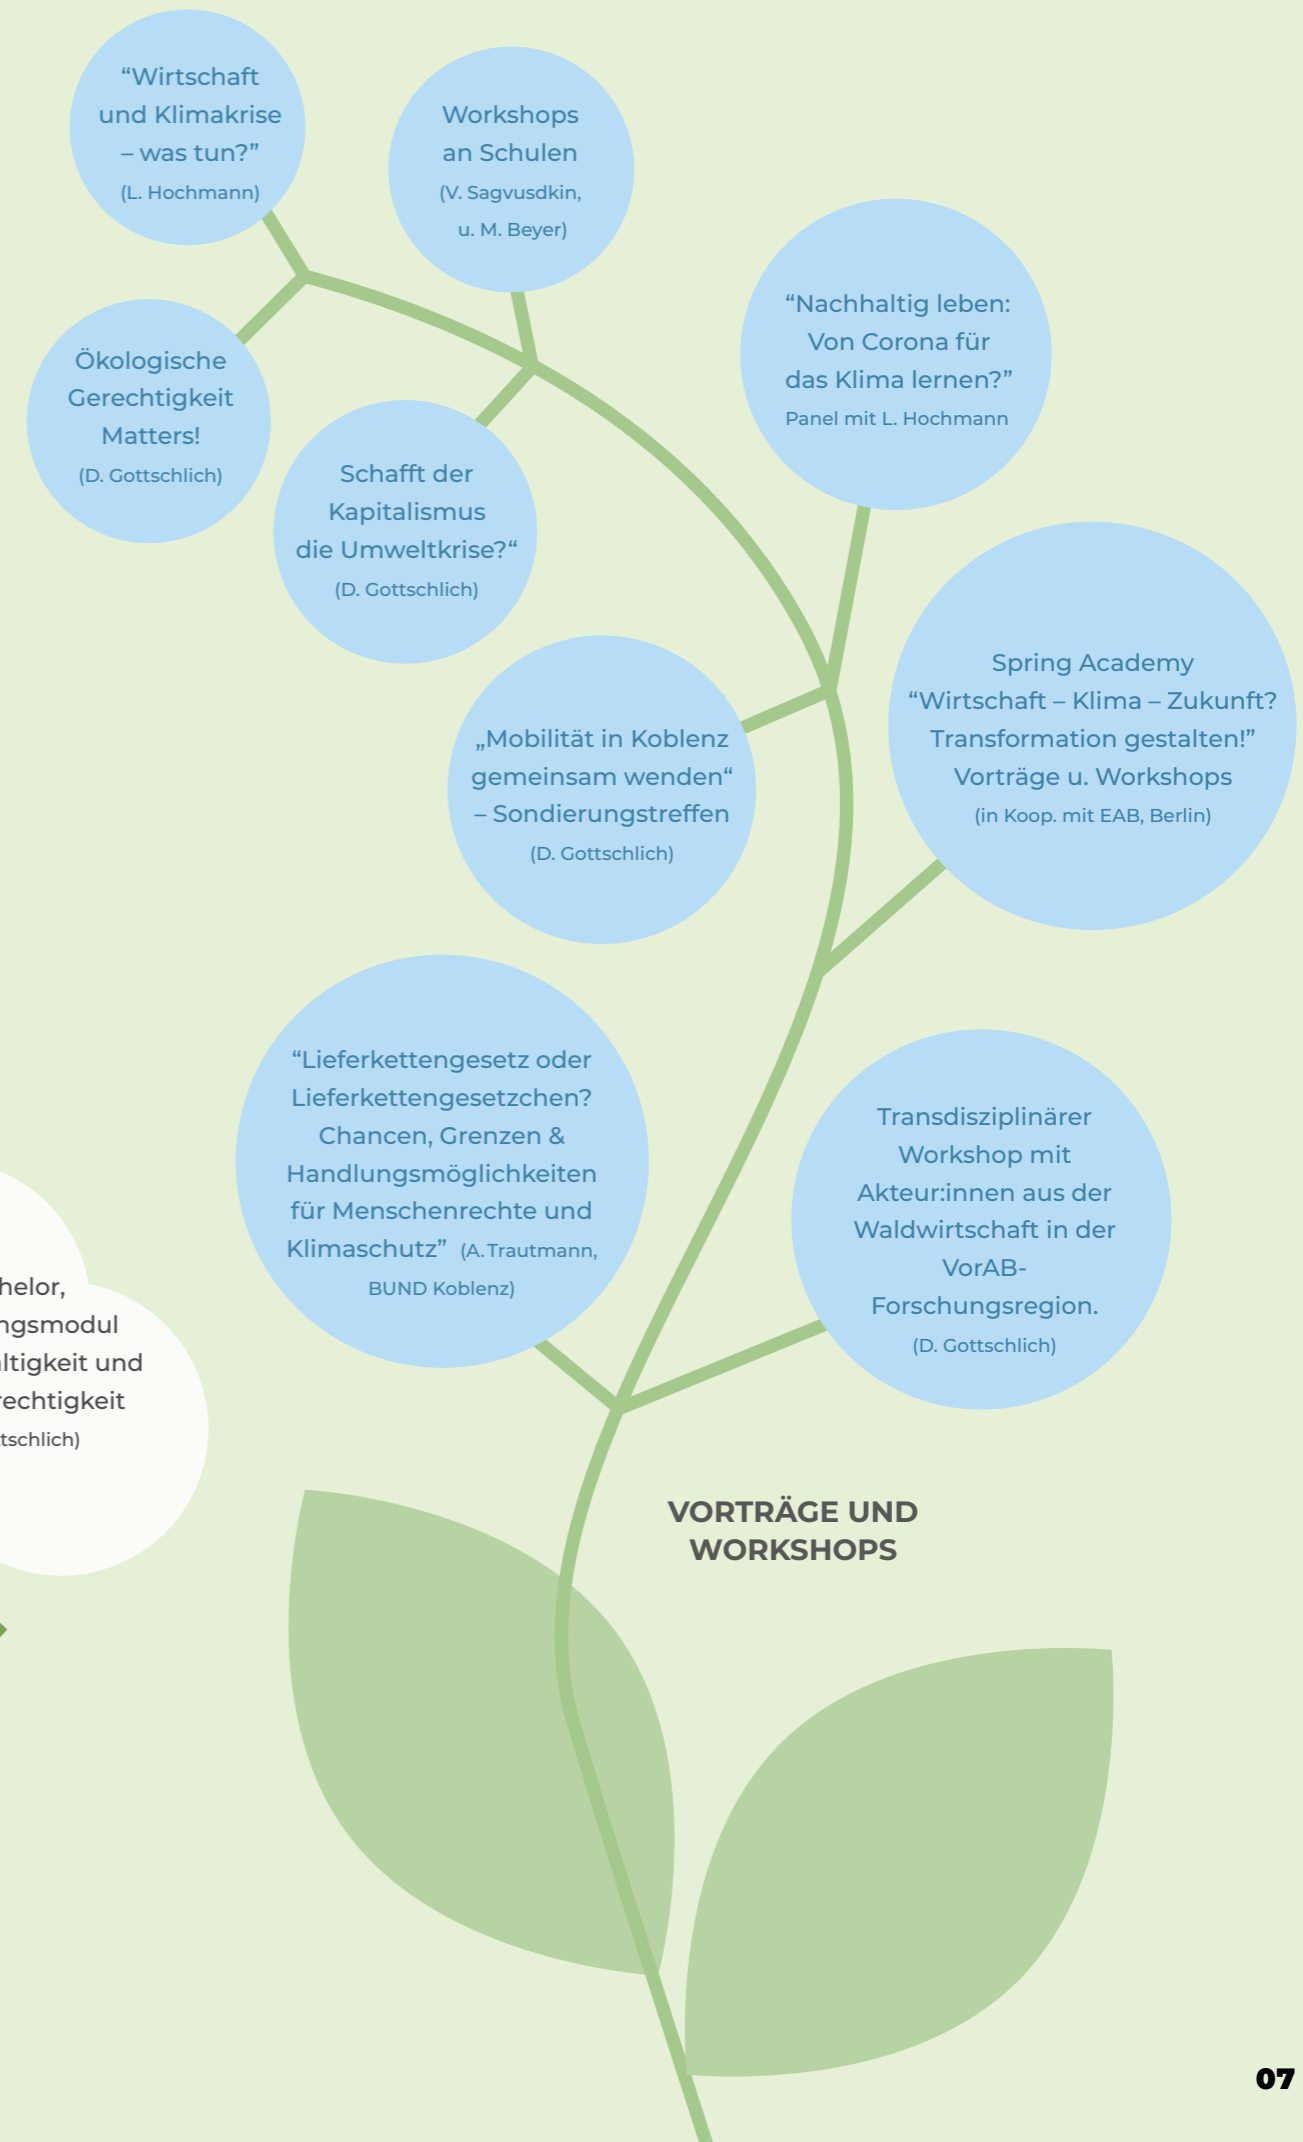 “Wirtschaft
und Klimakrise
– was tun?”
(L. Hochmann)
Workshops
an Schulen
(V. Sagvusdkin,
u. M. Beyer)
“Nachhaltig leben:
Von Corona für
das Klima lernen?”
Panel mit L. Hochmann
Ökologische
Gerechtigkeit
Matters!
(D. Gottschlich)
Schafft der
Kapitalismus
die Umweltkrise?“
(D. Gottschlich)
Spring Academy
“Wirtschaft – Klima – Zukunft?
Transformation gestalten!”
Vorträge u. Workshops
(in Koop. mit EAB, Berlin)
„Mobilität in Koblenz
gemeinsam wenden“
– Sondierungstreffen
(D. Gottschlich)
“Lieferkettengesetz oder
Lieferkettengesetzchen?
Chancen, Grenzen &
Handlungsmöglichkeiten
für Menschenrechte und
Klimaschutz” (A. Trautmann,
BUND Koblenz)
Transdisziplinärer
Workshop mit
Akteur:innen aus der
Waldwirtschaft in der
VorAB-
Forschungsregion.
(D. Gottschlich)
helor,
ngsmodul
ltigkeit und
rechtigkeit
tschlich)
VORTRÄGE UND
WORKSHOPS
07